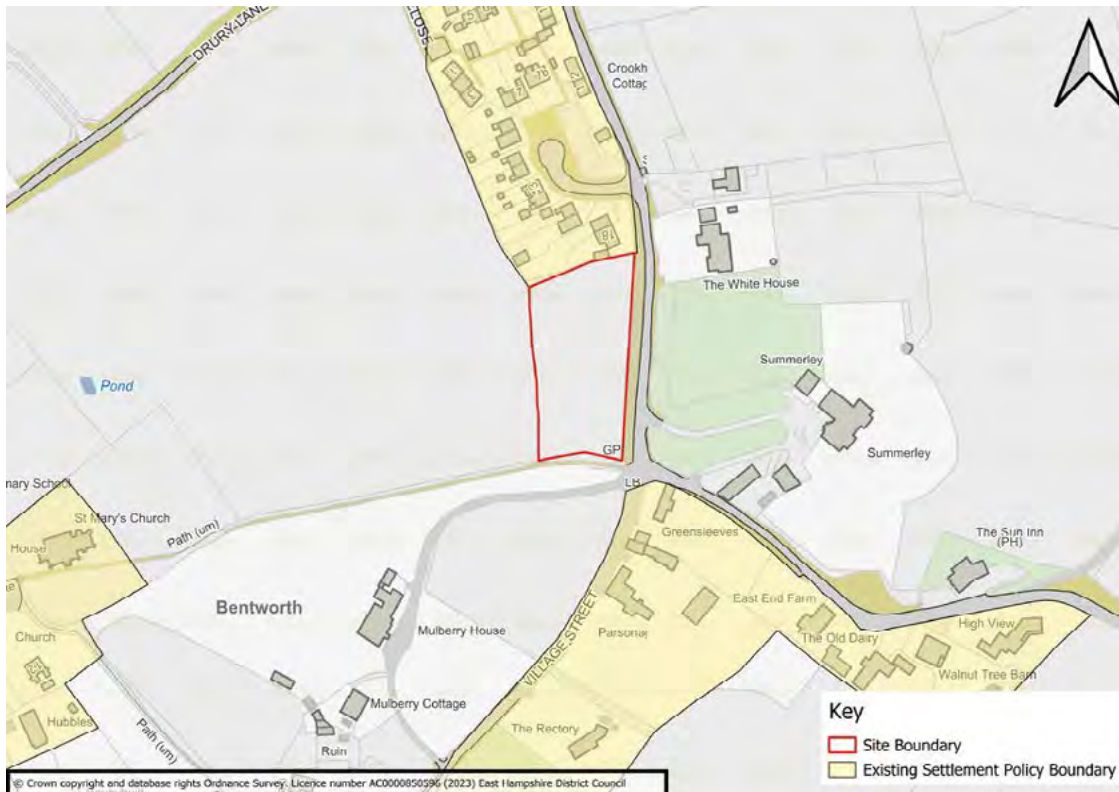 DRURY LANE
CLOSE
Crookh
Cottag
The White House
Summerley
Summerley
Pond
GP
LB
nary School
St Mary's Church
House
Path (um)
Greensleeves
The Sun Inn
(PH)
Bentworth
East End Farm
Mulberry House
VILLAGE STREET
Parsona
The Old Dairy
High View
Church
Walnut Tree Barn
Mulberry Cottage
Hubbles
Path (um)
The Rectory
Ruin
Key
Site Boundary
Existing Settlement Policy Boundary
© Crown copyright and database rights Ordnance Survey. Licence number AC0000850596 (2023) East Hampshire District Council